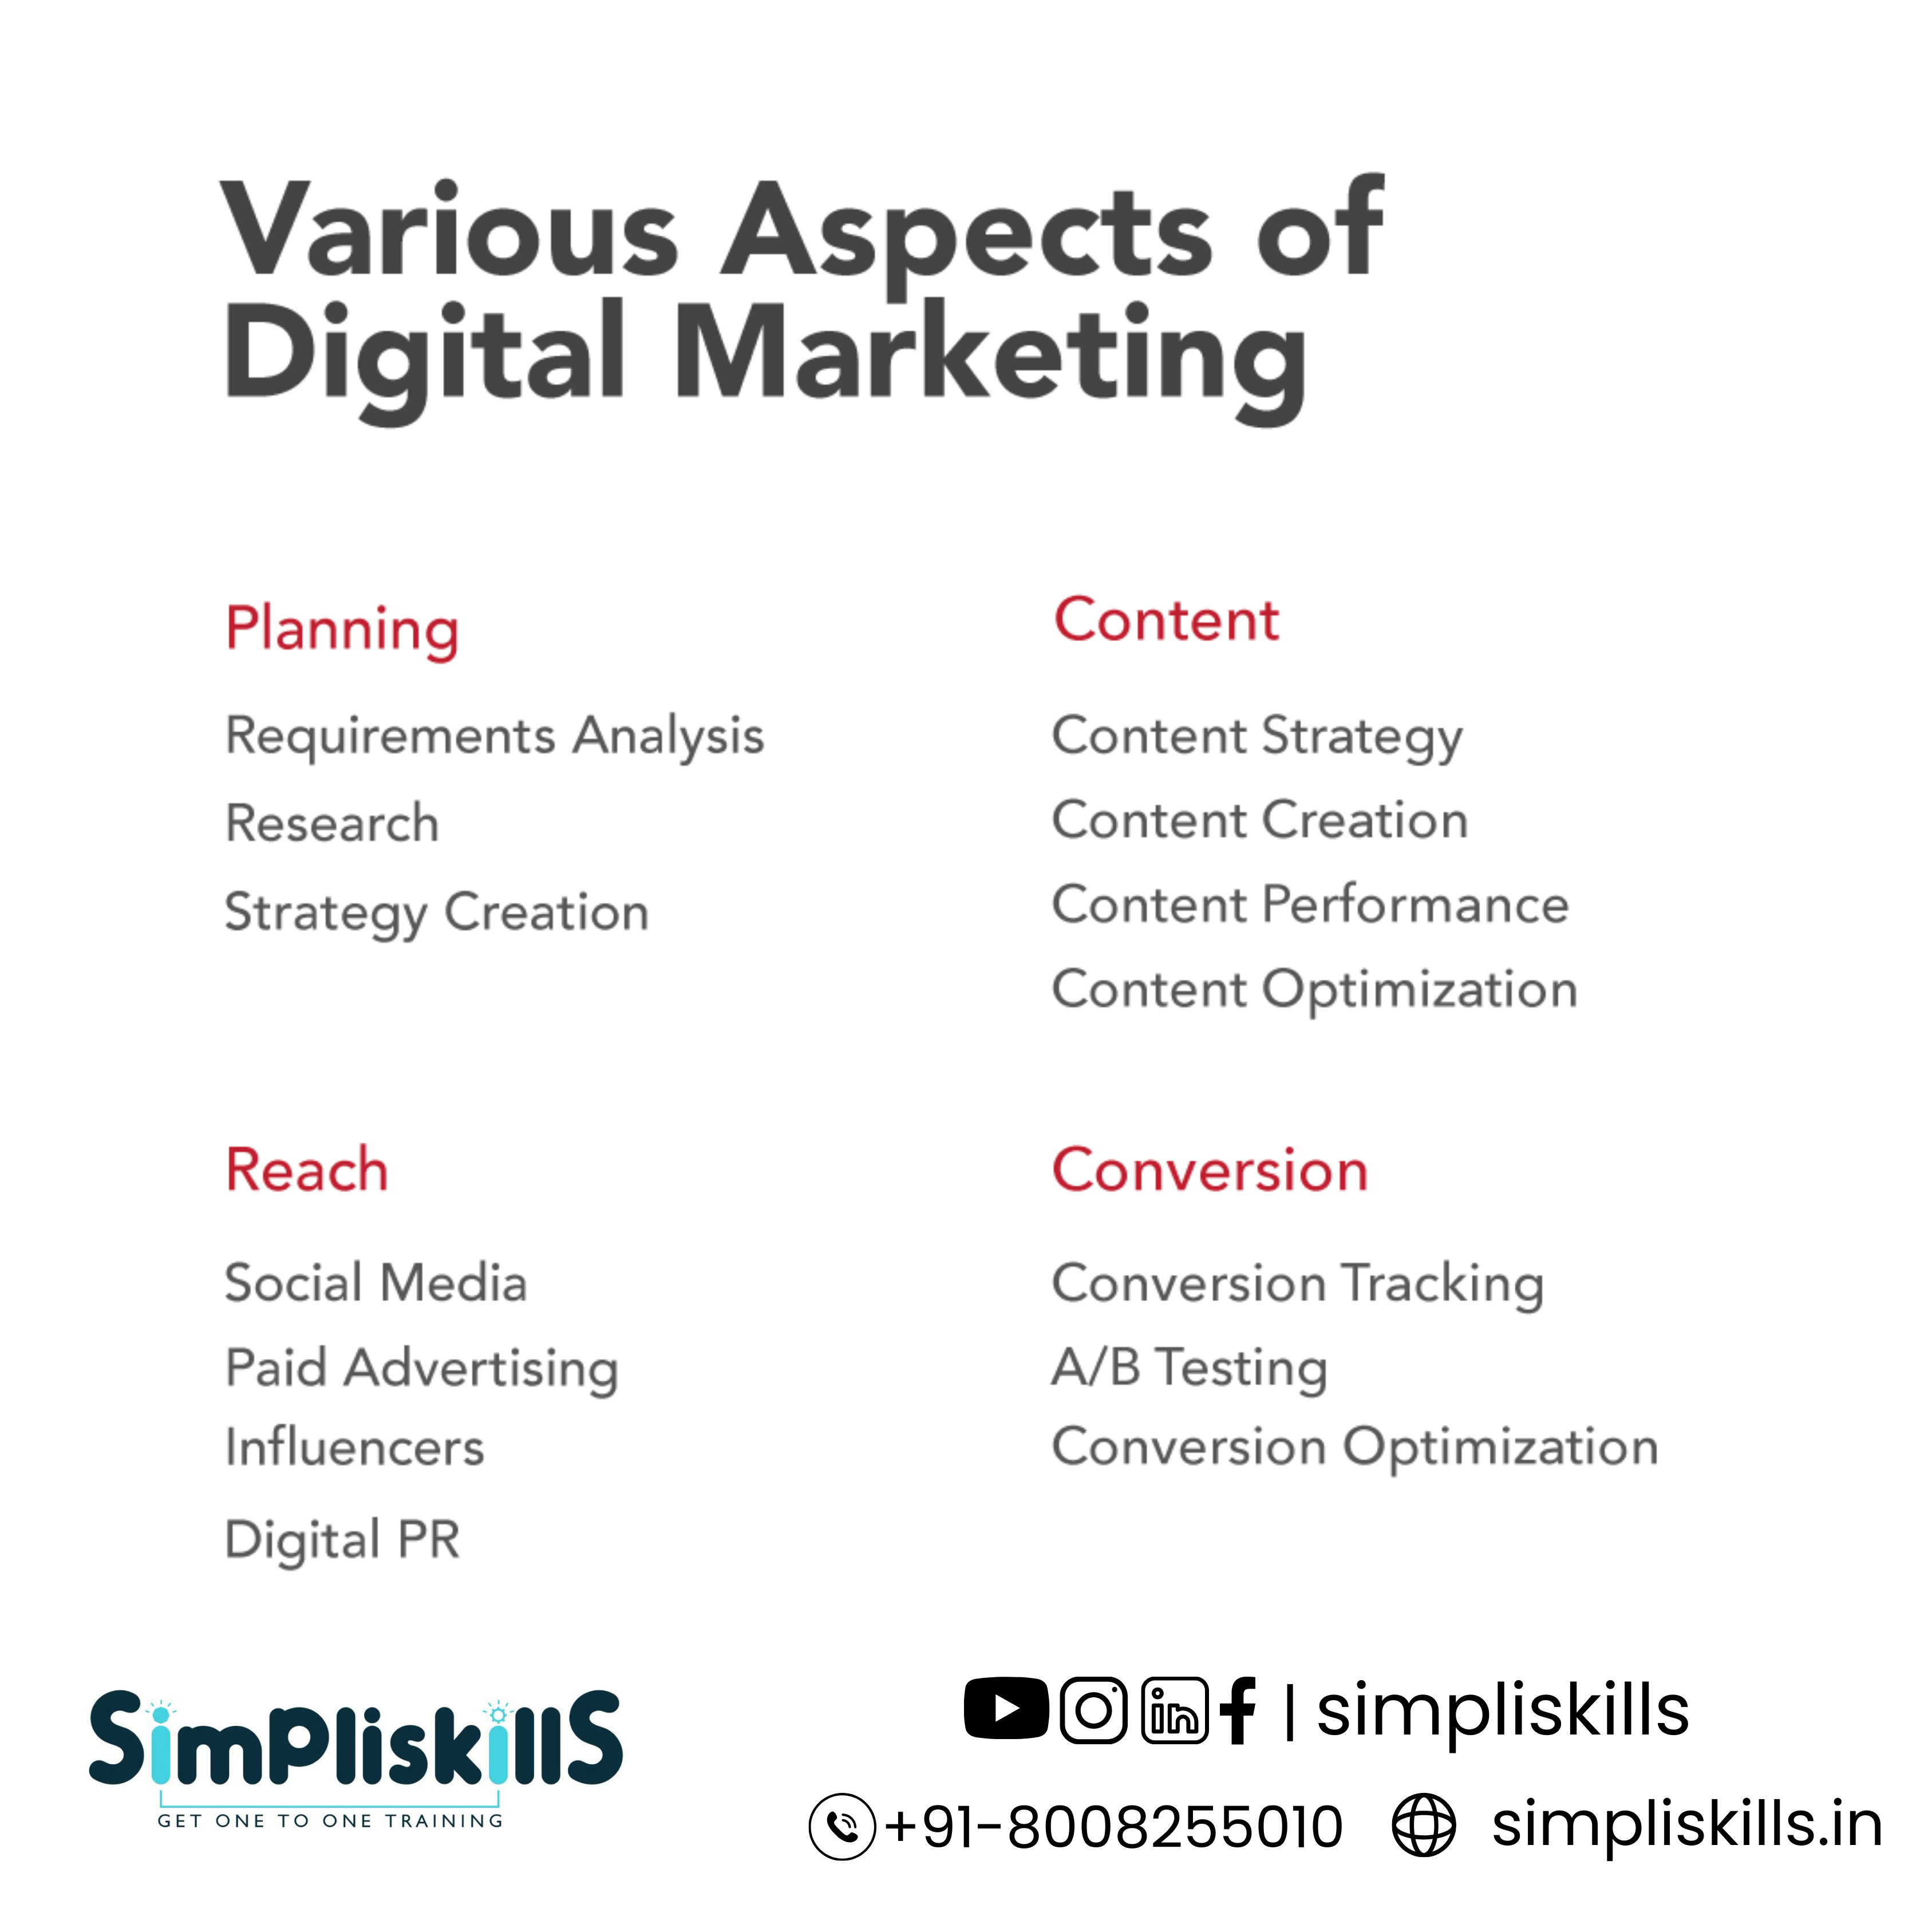 Various Aspects of
Digital Marketing
Planning
Requirements Analysis
Research
Strategy Creation
Content
Content Strategy
Content Creation
Content Performance
Content Optimization
Reach
Social Media
Paid Advertising
Influencers
Digital PR
Conversion
Conversion Tracking
A/B Testing
Conversion Optimization
SimpliskillS
GET ONE TO ONE TRAINING
| simpliskills
+91-8008255010
simpliskills.in